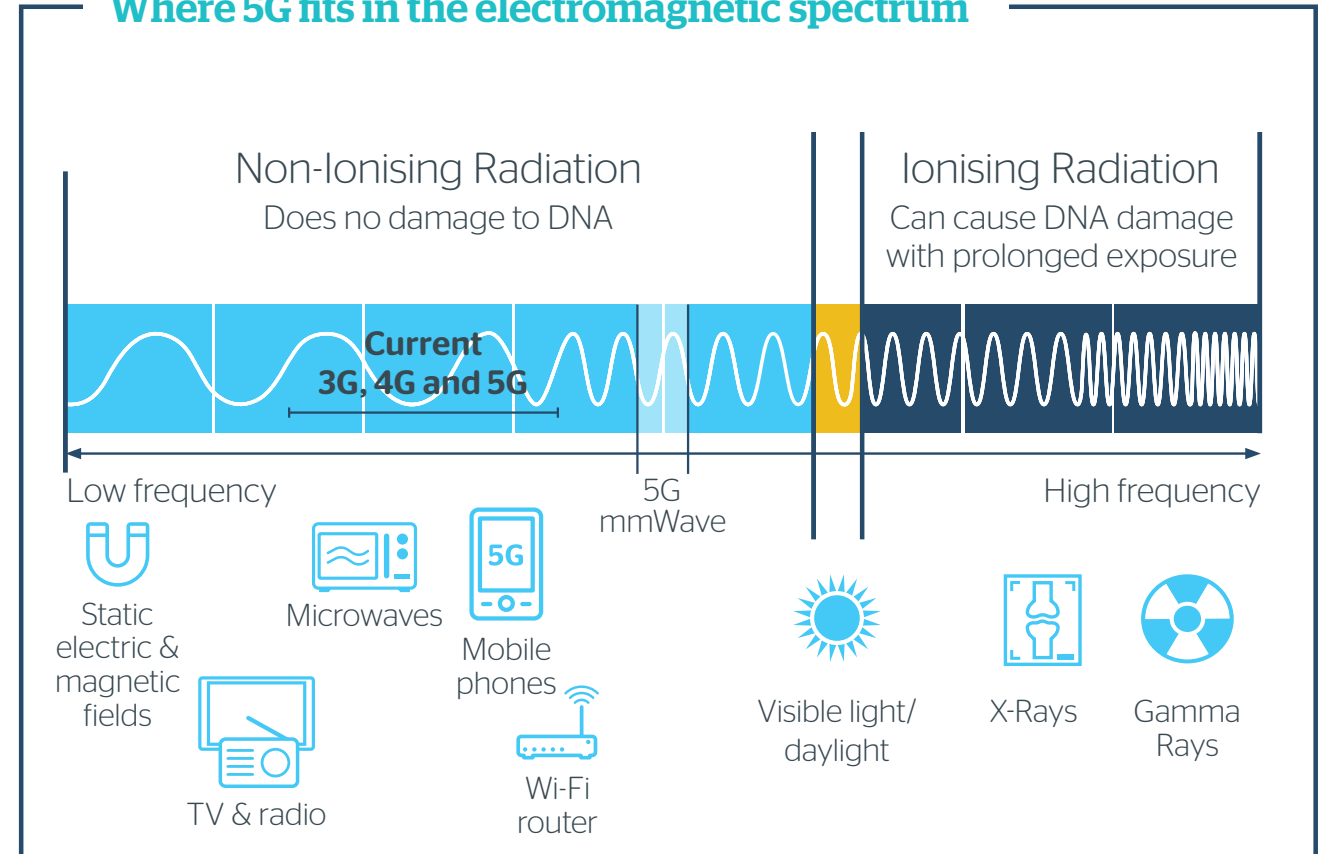 Where 5G fits in the electromagnetic spectrum
Non-Ionising Radiation
Does no damage to DNA
Ionising Radiation
Can cause DNA damage
with prolonged exposure
Current
3G, 4G and 5G
Low frequency
5G
mmWave
High frequency
Static
electric &
magnetic
fields
Microwaves
5G
Mobile
phones
TV & radio
Wi-Fi
router
Visible light/
daylight
X-Rays
Gamma
Rays